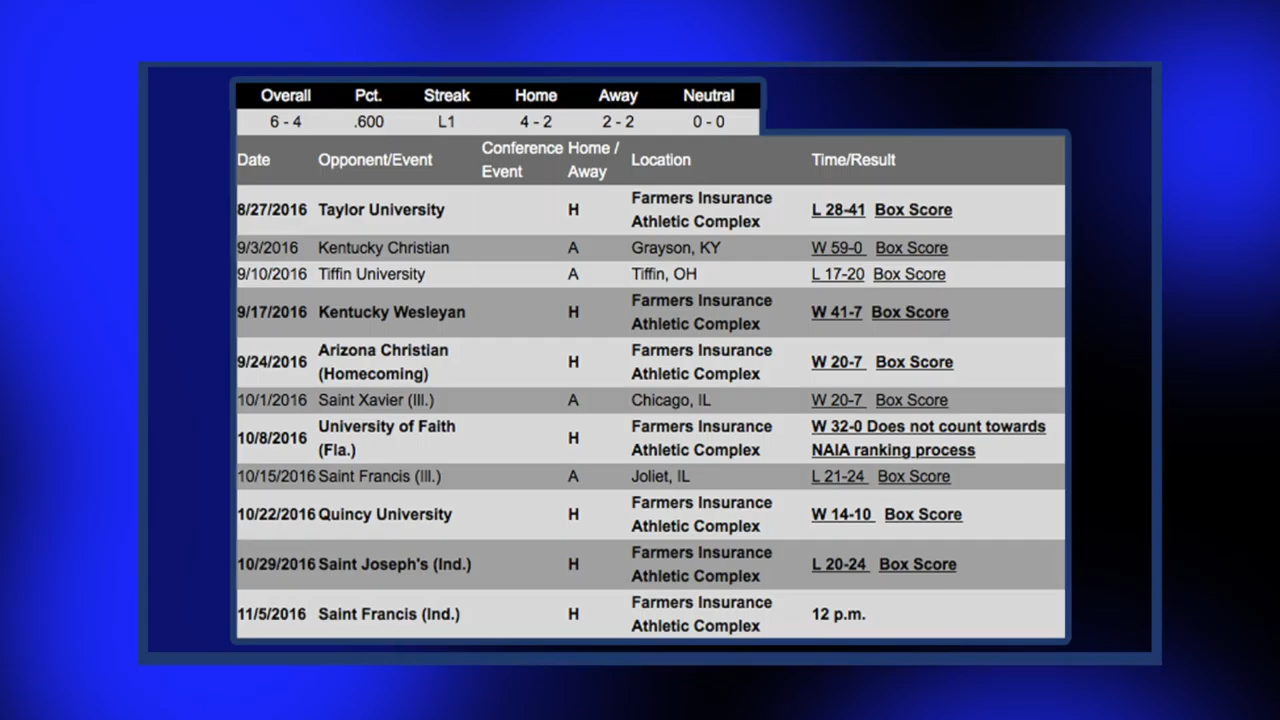 Overall Pct. Streak Home Away Neutral
6 - 4 .600 L1 4 - 2 2 - 2 0 - 0
Date Opponent/Event Conference Event Home / Away Location Time/Result
8/27/2016 Taylor University H Farmers Insurance Athletic Complex L 28-41 Box Score
9/3/2016 Kentucky Christian A Grayson, KY W 59-0 Box Score
9/10/2016 Tiffin University A Tiffin, OH L 17-20 Box Score
9/17/2016 Kentucky Wesleyan H Farmers Insurance Athletic Complex W 41-7 Box Score
9/24/2016 Arizona Christian (Homecoming) H Farmers Insurance Athletic Complex W 20-7 Box Score
10/1/2016 Saint Xavier (Ill.) A Chicago, IL W 20-7 Box Score
10/8/2016 University of Faith (Fla.) H Farmers Insurance Athletic Complex W 32-0 Does not count towards NAIA ranking process
10/15/2016 Saint Francis (Ill.) A Joliet, IL L 21-24 Box Score
10/22/2016 Quincy University H Farmers Insurance Athletic Complex W 14-10 Box Score
10/29/2016 Saint Joseph's (Ind.) H Farmers Insurance Athletic Complex L 20-24 Box Score
11/5/2016 Saint Francis (Ind.) H Farmers Insurance Athletic Complex 12 p.m.